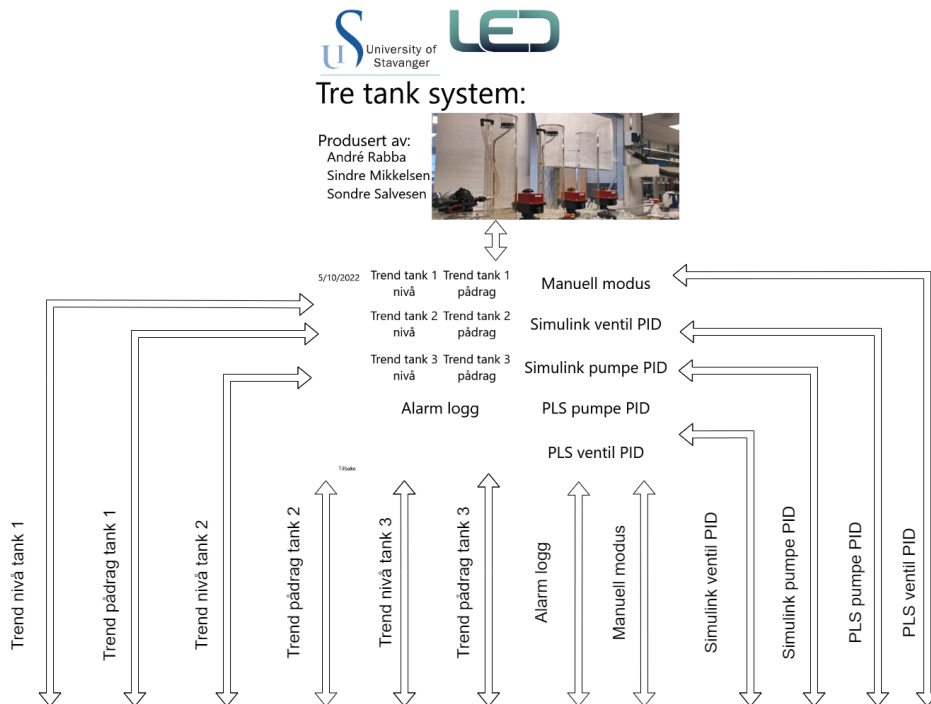 University of
Stavanger
LED
Tre tank system:
Produsert av:
André Rabba
Sindre Mikkelsen
Sondre Salvesen
5/10/2022
Trend tank 1 nivå
Trend tank 1 pådrag
Manuell modus
Trend tank 2 nivå
Trend tank 2 pådrag
Simulink ventil PID
Trend tank 3 nivå
Trend tank 3 pådrag
Simulink pumpe PID
Alarm logg
PLS pumpe PID
PLS ventil PID
Tilbake
Trend nivå tank 1
Trend pådrag tank 1
Trend nivå tank 2
Trend pådrag tank 2
Trend nivå tank 3
Trend pådrag tank 3
Alarm logg
Manuell modus
Simulink ventil PID
Simulink pumpe PID
PLS pumpe PID
PLS ventil PID